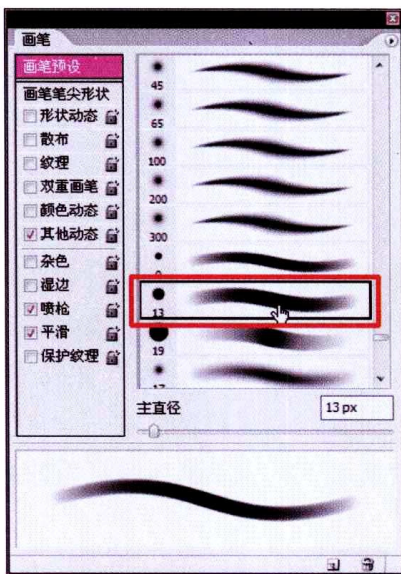 画笔
画笔预设
画笔笔尖形状
形状动态
散布
纹理
双重画笔
颜色动态
其他动态
杂色
湿边
喷枪
平滑
保护纹理
45
65
100
200
300
9
13
19
17
主直径
13 px